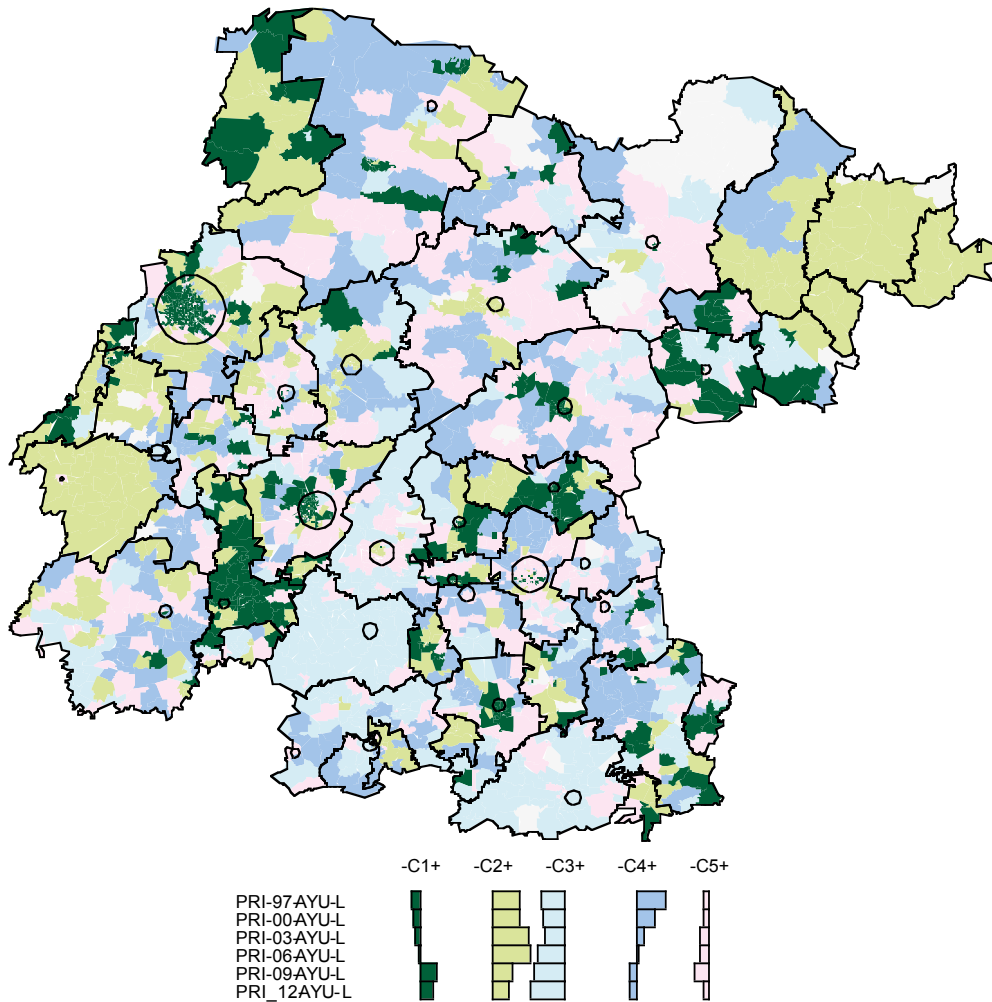 -C1+ -C2+ -C3+ -C4+ -C5+
PRI-97-AYU-L
PRI-00-AYU-L
PRI-03-AYU-L
PRI-06-AYU-L
PRI-09-AYU-L
PRI_12AYU-L